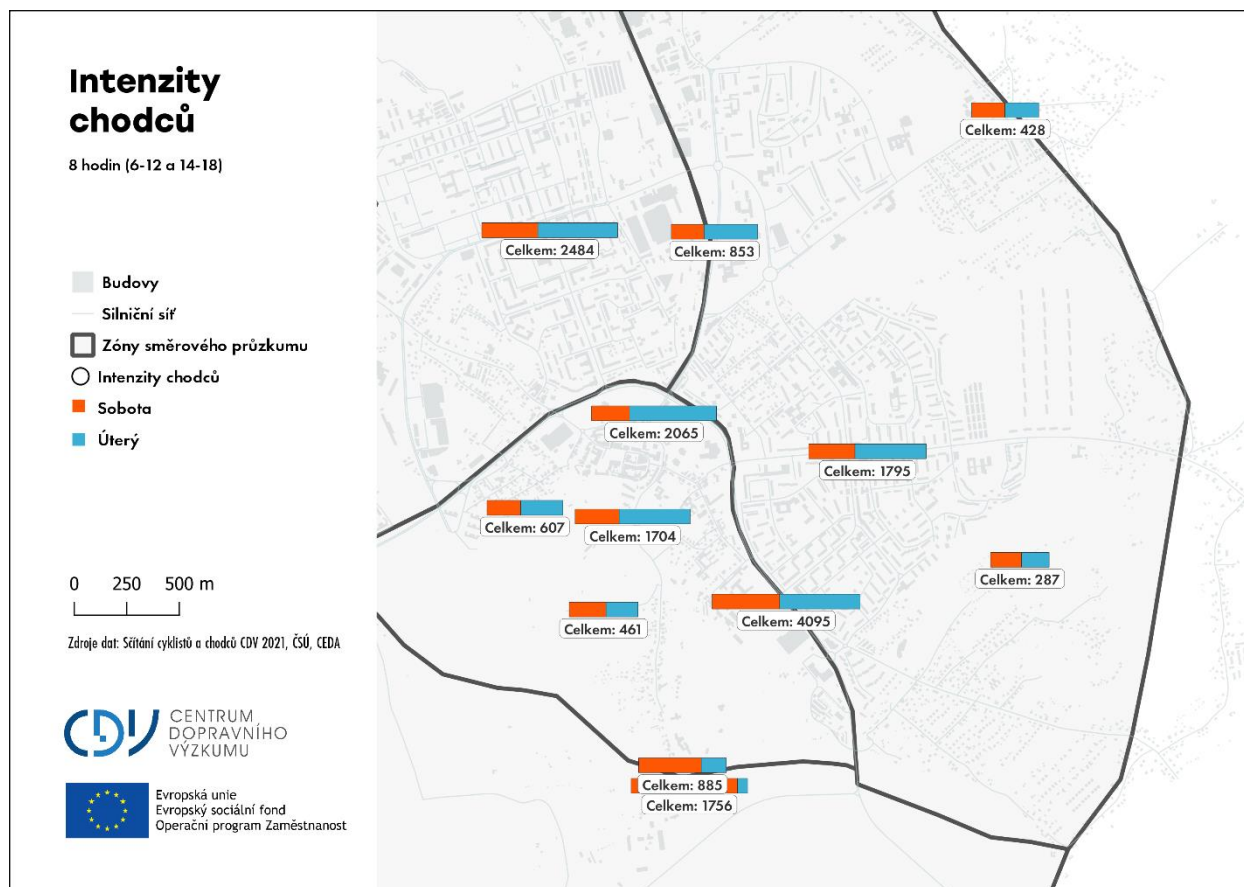 Intenzity
chodců
8 hodin (6-12 a 14-18)
Budovy
Silniční síť
Zóny směrového průzkumu
Intenzity chodců
Sobota
Úterý
0 250 500 m
Zdroje dat: Sčítání cyklistů a chodců CDV 2021, ČSÚ, CEDA
CDV
CENTRUM
DOPRAVNÍHO
VÝZKUMU
Evropská unie
Evropský sociální fond
Operační program Zaměstnanost
Celkem: 428
Celkem: 2484
Celkem: 853
Celkem: 2065
Celkem: 1795
Celkem: 607
Celkem: 1704
Celkem: 287
Celkem: 461
Celkem: 4095
Celkem: 885
Celkem: 1756